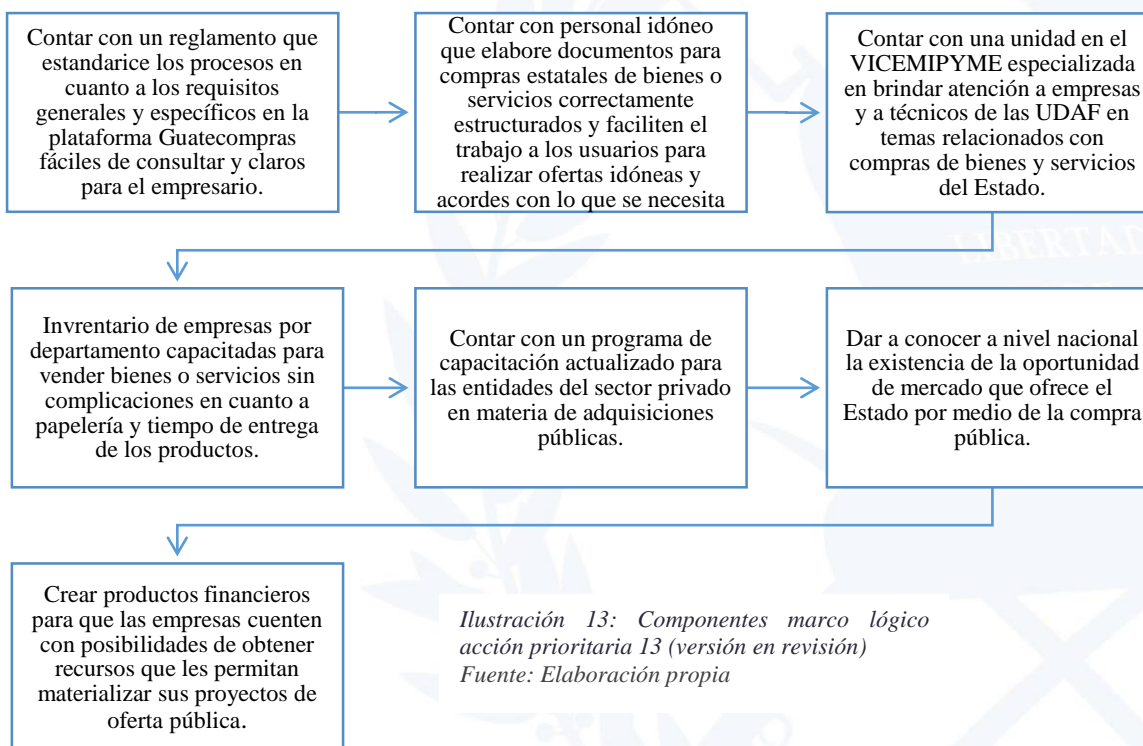 Contar con un reglamento que
estandarice los procesos en
cuanto a los requisitos
generales y específicos en la
plataforma Guatecompras
fáciles de consultar y claros
para el empresario.
Contar con personal idóneo
que elabore documentos para
compras estatales de bienes o
servicios correctamente
estructurados y faciliten el
trabajo a los usuarios para
realizar ofertas idóneas y
acordes con lo que se necesita
Contar con una unidad en el
VICEMIPYME especializada
en brindar atención a empresas
y a técnicos de las UDAF en
temas relacionados con
compras de bienes y servicios
del Estado.
LIBERTAD
Invrentario de empresas por
departamento capacitadas para
vender bienes o servicios sin
complicaciones en cuanto a
papelería y tiempo de entrega
de los productos.
Contar con un programa de
capacitación actualizado para
las entidades del sector privado
en materia de adquisiciones
públicas.
Dar a conocer a nivel nacional
la existencia de la oportunidad
de mercado que ofrece el
Estado por medio de la compra
pública.
Crear productos financieros
para que las empresas cuenten
con posibilidades de obtener
recursos que les permitan
materializar sus proyectos de
oferta pública.
Ilustración 13: Componentes marco lógico
acción prioritaria 13 (versión en revisión)
Fuente: Elaboración propia